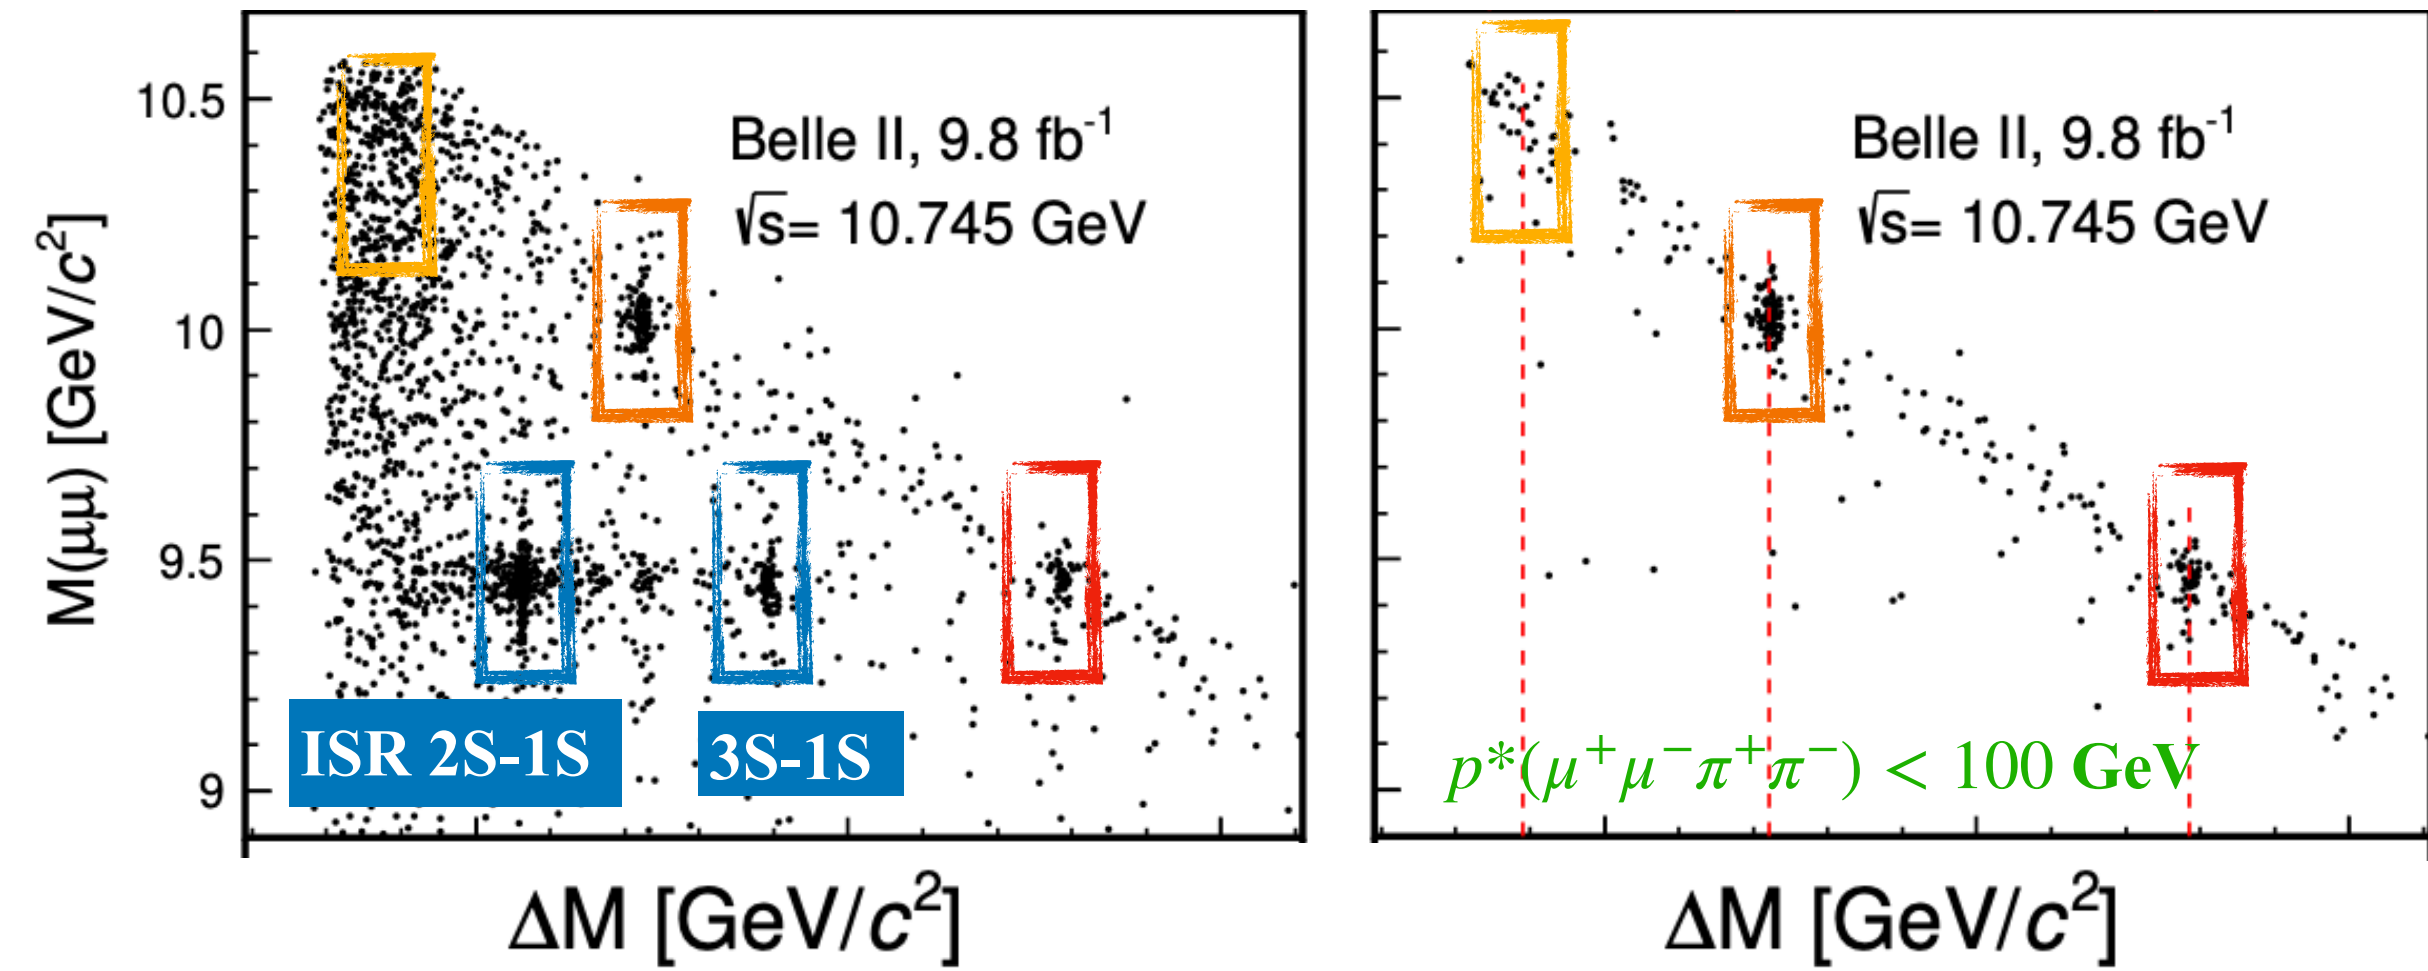 M(μμ) [GeV/c²]
10.5
10
9.5
9
Belle II, 9.8 fb⁻¹
√s= 10.745 GeV
ISR 2S-1S
3S-1S
ΔM [GeV/c²]
Belle II, 9.8 fb⁻¹
√s= 10.745 GeV
p*(μ⁺μ⁻π⁺π⁻) < 100 GeV
ΔM [GeV/c²]